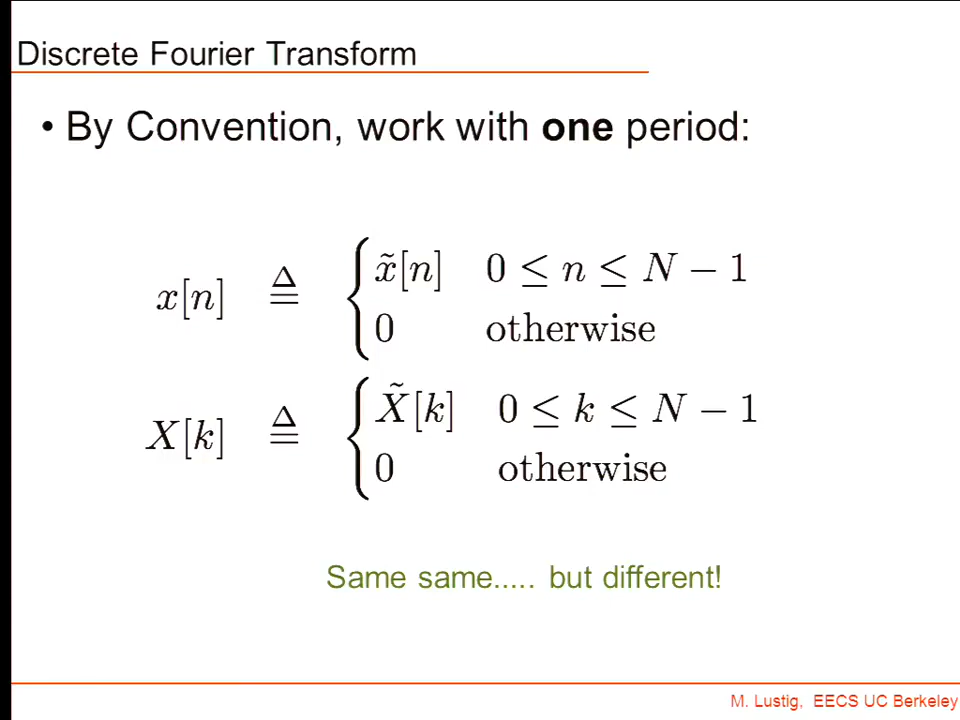 Discrete Fourier Transform
• By Convention, work with one period:
x[n] ≜ { x̃[n] 0 ≤ n ≤ N − 1
0 otherwise
X[k] ≜ { X̃[k] 0 ≤ k ≤ N − 1
0 otherwise
Same same..... but different!
M. Lustig, EECS UC Berkeley